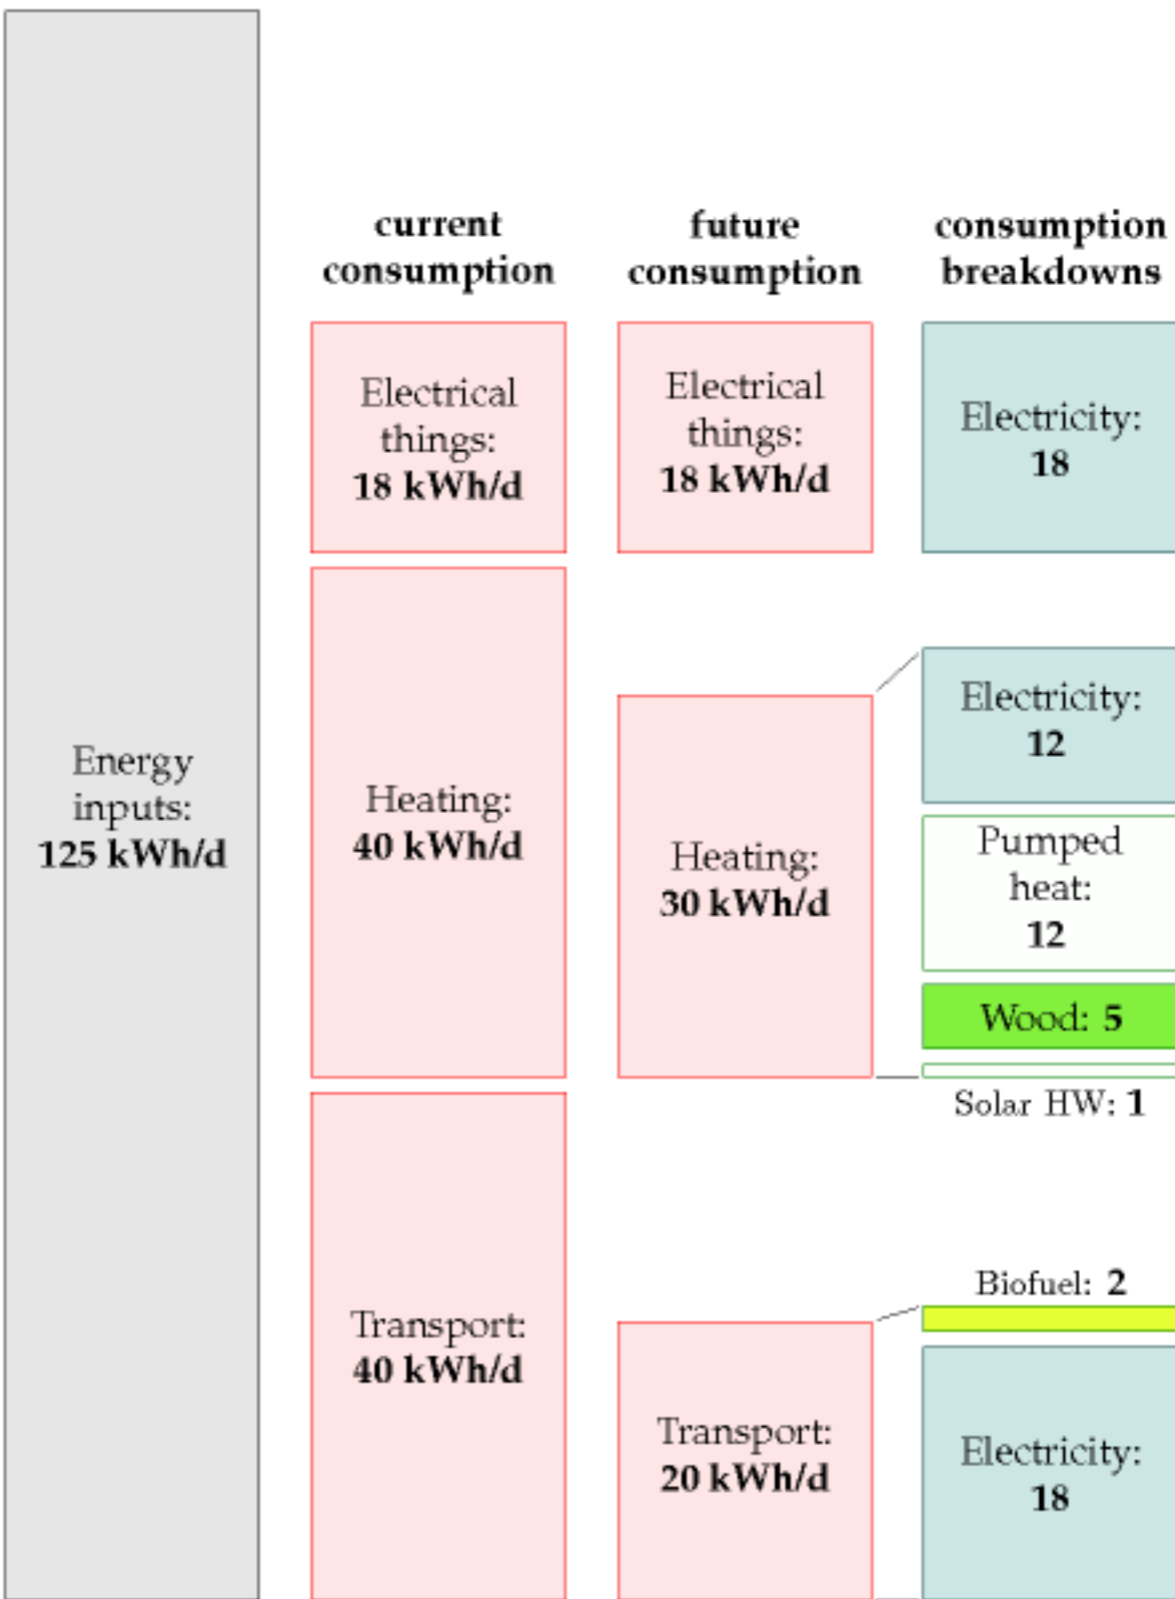 Energy
inputs:
125 kWh/d
current
consumption
Electrical
things:
18 kWh/d
Heating:
40 kWh/d
Transport:
40 kWh/d
future
consumption
Electrical
things:
18 kWh/d
Heating:
30 kWh/d
Transport:
20 kWh/d
consumption
breakdowns
Electricity:
18
Electricity:
12
Pumped
heat:
12
Wood: 5
Solar HW: 1
Biofuel: 2
Electricity:
18